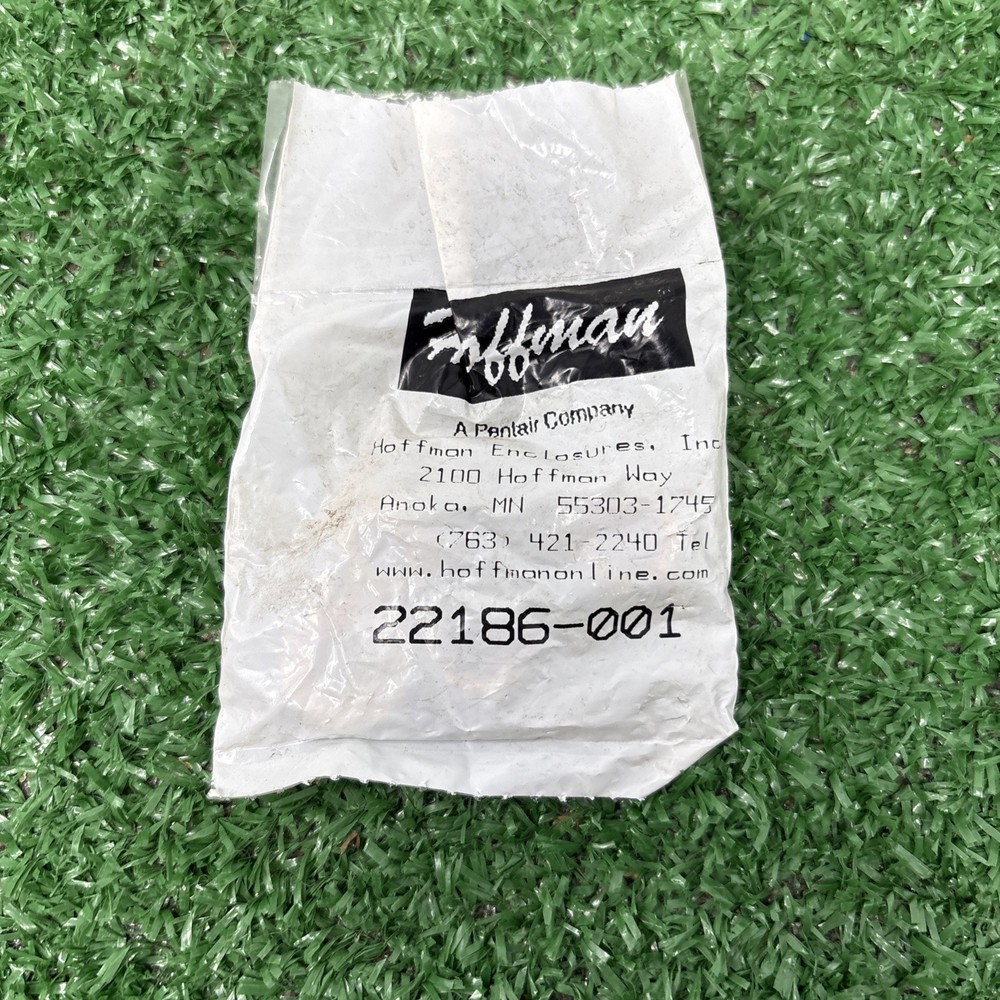 Hoffman
A Pentair Company
Hoffman Enclosures, Inc
2100 Hoffman Way
Anoka, MN 55303-1745
(763) 421-2240 Tel
www.hoffmanonline.com
22186-001